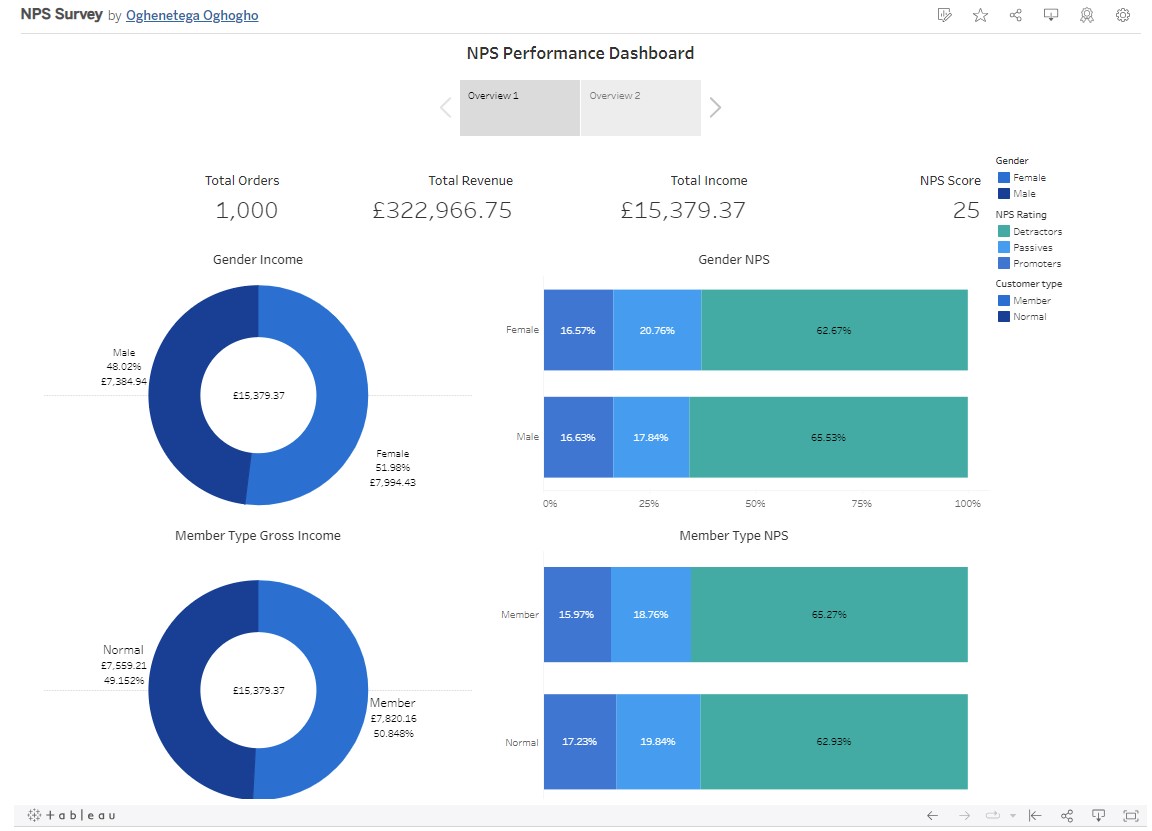 NPS Survey by Oghenetega Oghogho
NPS Performance Dashboard
Overview 1
Overview 2
Total Orders
1,000
Total Revenue
£322,966.75
Total Income
£15,379.37
NPS Score
25
Gender
Female
Male
NPS Rating
Detractors
Passives
Promoters
Customer type
Member
Normal
Gender Income
Male
48.02%
£7,384.94
£15,379.37
Female
51.98%
£7,994.43
Gender NPS
Female
16.57%
20.76%
62.67%
Male
16.63%
17.84%
65.53%
0%
25%
50%
75%
100%
Member Type Gross Income
Normal
£7,559.21
49.152%
£15,379.37
Member
£7,820.16
50.848%
Member Type NPS
Member
15.97%
18.76%
65.27%
Normal
17.23%
19.84%
62.93%
+ a b l e a u